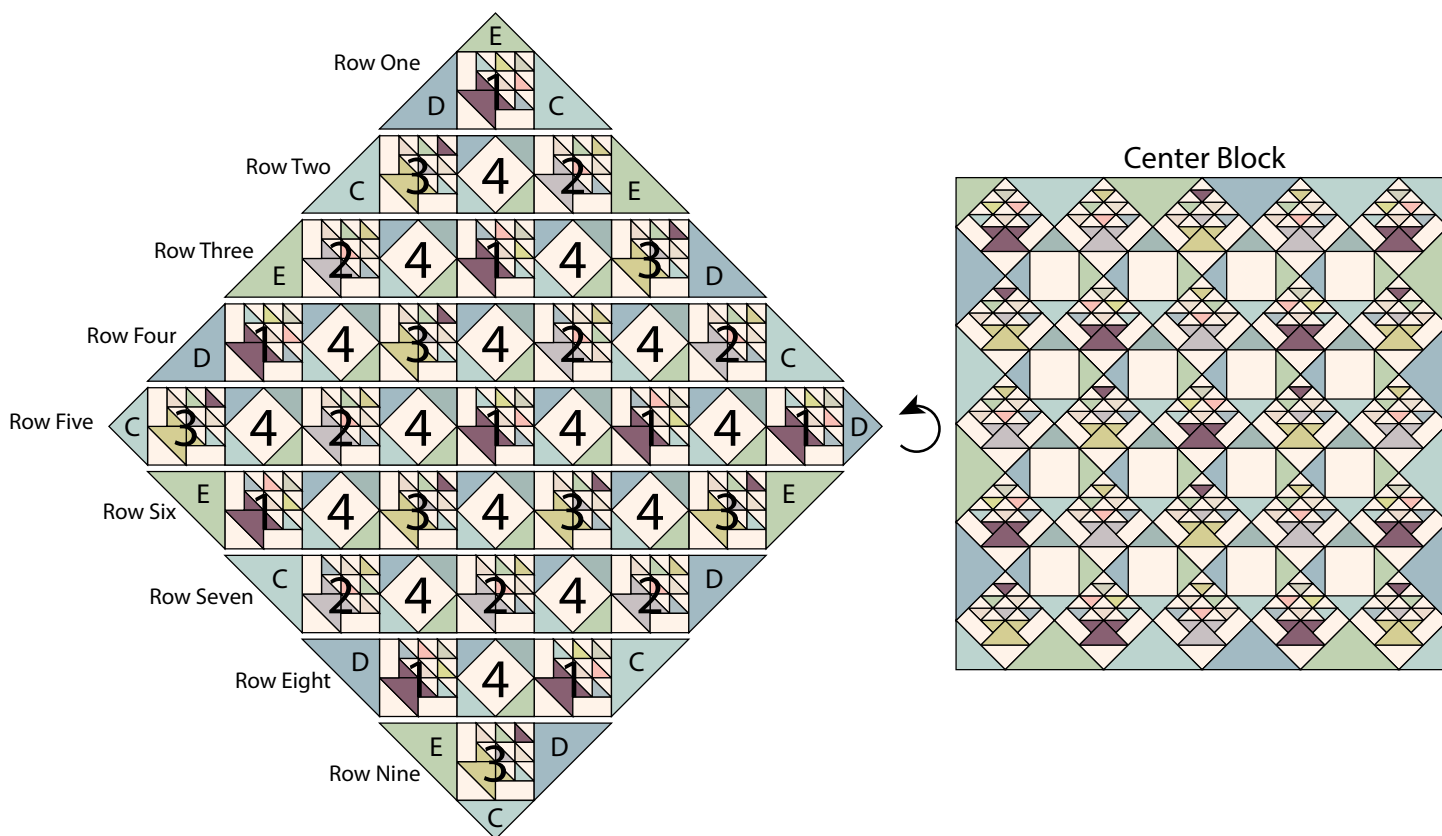 E
Row One
D 1 C
Row Two
C 3 4 2 E
Row Three
E 2 4 1 4 3 D
Row Four
D 1 4 3 4 2 4 2 C
Row Five
C 3 4 2 4 1 4 1 4 1 D
Row Six
E 1 4 3 4 3 4 3 E
Row Seven
C 2 4 2 4 2 D
Row Eight
D 1 4 1 C
Row Nine
E 3 D
C
Center Block